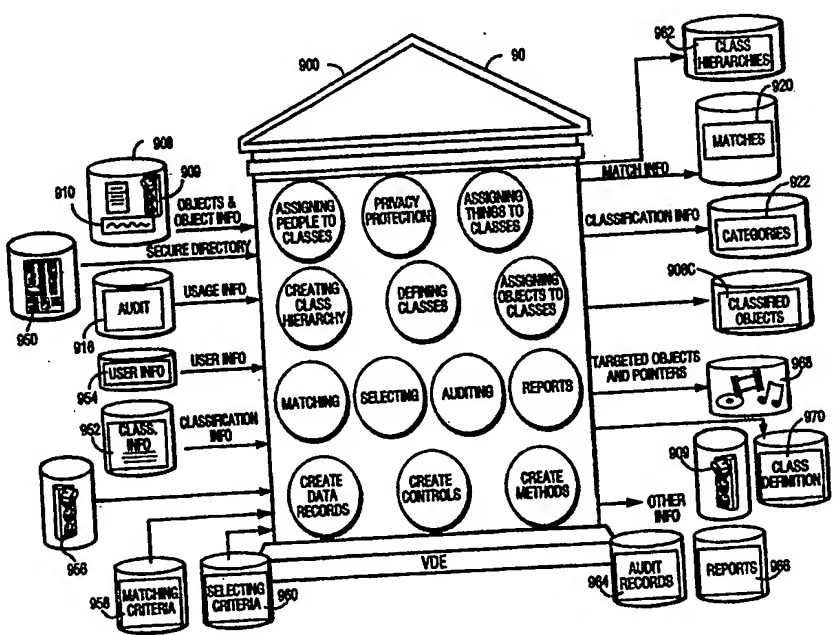 900
90
962
CLASS
HIERARCHIES
920
MATCHES
MATCH INFO
908
909
910
OBJECTS &
OBJECT INFO
SECURE DIRECTORY
950
AUDIT
916
USAGE INFO
USER INFO
954
USER INFO
952
CLASS.
INFO
CLASSIFICATION
INFO
956
958
MATCHING
CRITERIA
SELECTING
CRITERIA
960
ASSIGNING
PEOPLE TO
CLASSES
PRIVACY
PROTECTION
ASSIGNING
THINGS TO
CLASSES
CREATING
CLASS
HIERARCHY
DEFINING
CLASSES
ASSIGNING
OBJECTS TO
CLASSES
MATCHING
SELECTING
AUDITING
REPORTS
CREATE
DATA
RECORDS
CREATE
CONTROLS
CREATE
METHODS
VDE
CLASSIFICATION INFO
922
CATEGORIES
908C
CLASSIFIED
OBJECTS
TARGETED OBJECTS
AND POINTERS
968
970
CLASS
DEFINITION
909
OTHER
INFO
964
AUDIT
RECORDS
REPORTS
966